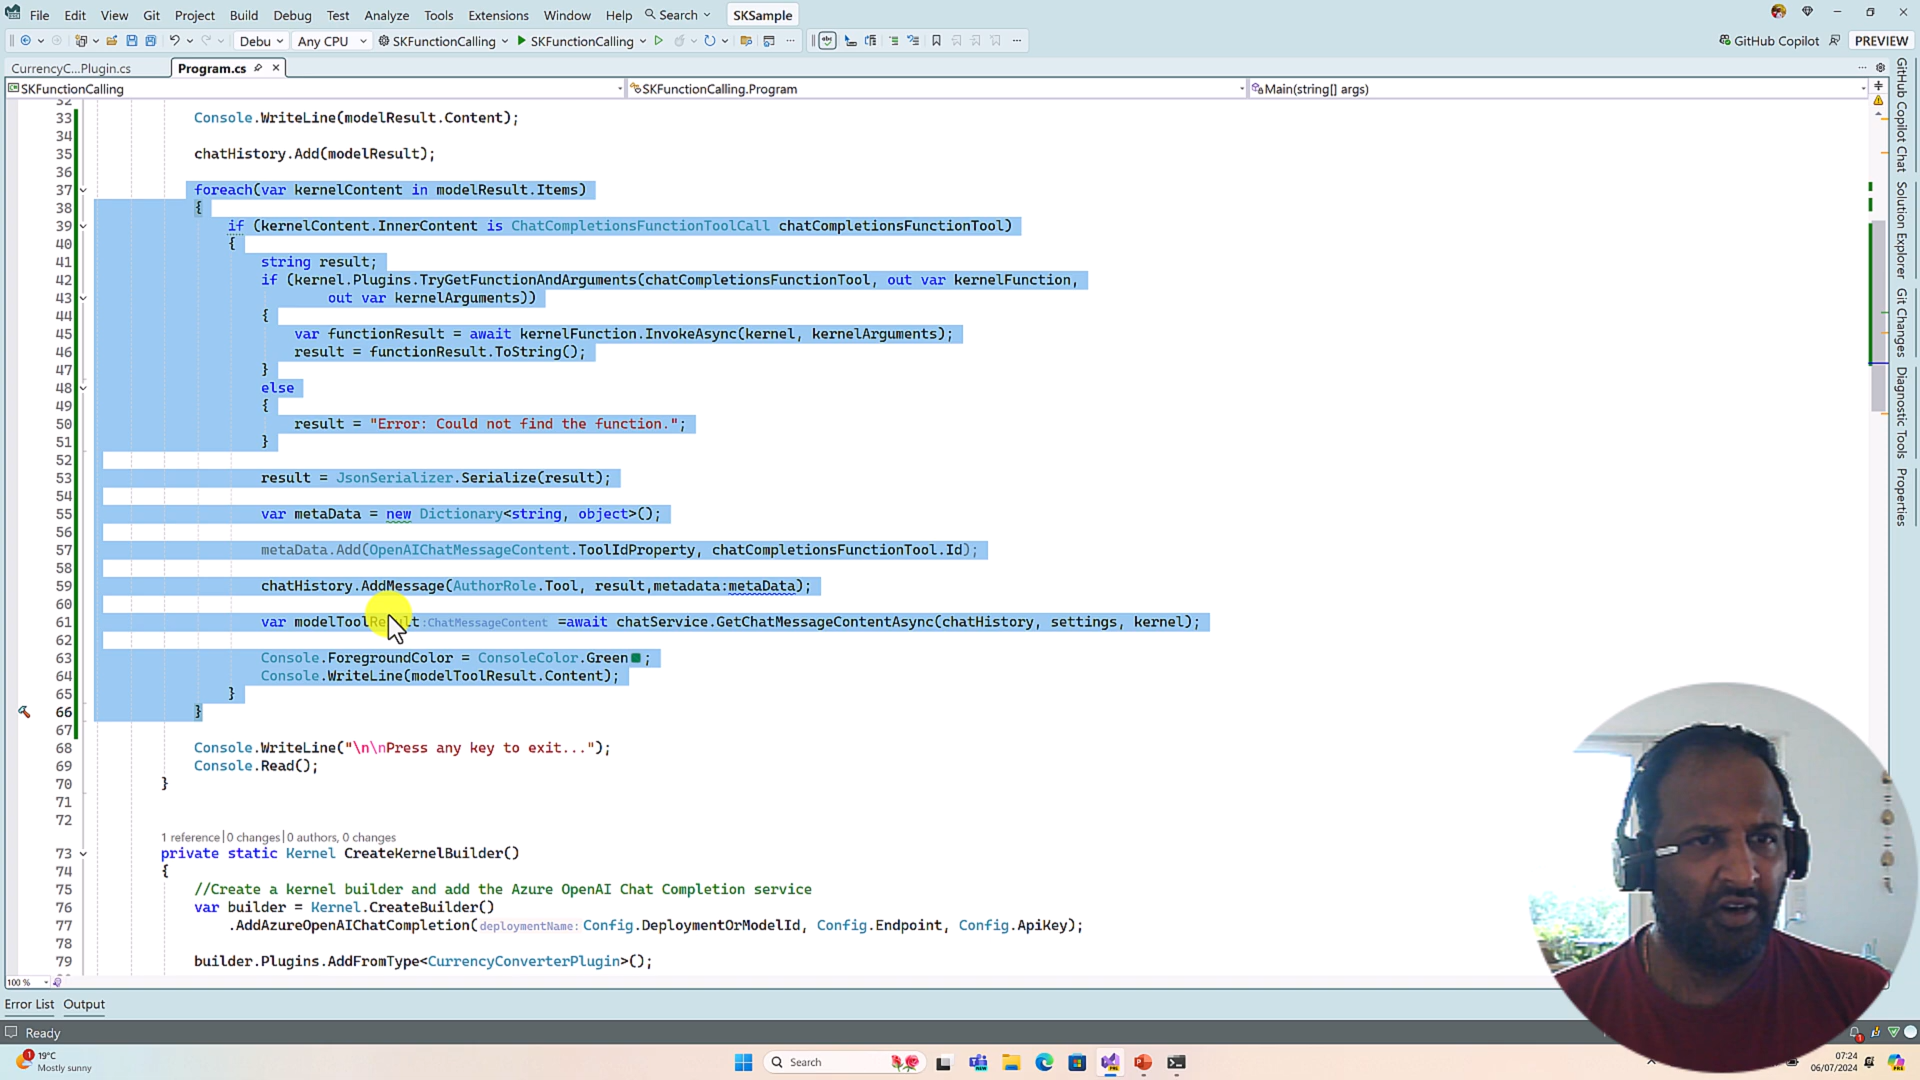 File Edit View Git Project Build Debug Test Analyze Tools Extensions Window Help Search SKSample
Debu Any CPU SKFunctionCalling SKFunctionCalling GitHub Copilot PREVIEW
CurrencyC...Plugin.cs Program.cs
SKFunctionCalling SKFunctionCalling.Program Main(string[] args)
32
33 Console.WriteLine(modelResult.Content);
34
35 chatHistory.Add(modelResult);
36
37 foreach(var kernelContent in modelResult.Items)
38 {
39 if (kernelContent.InnerContent is ChatCompletionsFunctionToolCall chatCompletionsFunctionTool)
40 {
41 string result;
42 if (kernel.Plugins.TryGetFunctionAndArguments(chatCompletionsFunctionTool, out var kernelFunction,
43 out var kernelArguments))
44 {
45 var functionResult = await kernelFunction.InvokeAsync(kernel, kernelArguments);
46 result = functionResult.ToString();
47 }
48 else
49 {
50 result = "Error: Could not find the function.";
51 }
52
53 result = JsonSerializer.Serialize(result);
54
55 var metaData = new Dictionary<string, object>();
56
57 metaData.Add(OpenAIChatMessageContent.ToolIdProperty, chatCompletionsFunctionTool.Id);
58
59 chatHistory.AddMessage(AuthorRole.Tool, result,metadata:metaData);
60
61 var modelToolResult:ChatMessageContent =await chatService.GetChatMessageContentAsync(chatHistory, settings, kernel);
62
63 Console.ForegroundColor = ConsoleColor.Green;
64 Console.WriteLine(modelToolResult.Content);
65 }
66 }
67
68 Console.WriteLine("\n\nPress any key to exit...");
69 Console.Read();
70 }
71
72
1 reference|0 changes|0 authors, 0 changes
73 private static Kernel CreateKernelBuilder()
74 {
75 //Create a kernel builder and add the Azure OpenAI Chat Completion service
76 var builder = Kernel.CreateBuilder()
77 .AddAzureOpenAIChatCompletion(deploymentName: Config.DeploymentOrModelId, Config.Endpoint, Config.ApiKey);
78
79 builder.Plugins.AddFromType<CurrencyConverterPlugin>();
100 %
Error List Output
Ready
GitHub Copilot Chat
Solution Explorer
Git Changes
Diagnostic Tools
Properties
1 19°C
Mostly sunny
Search
07:24
06/07/2024